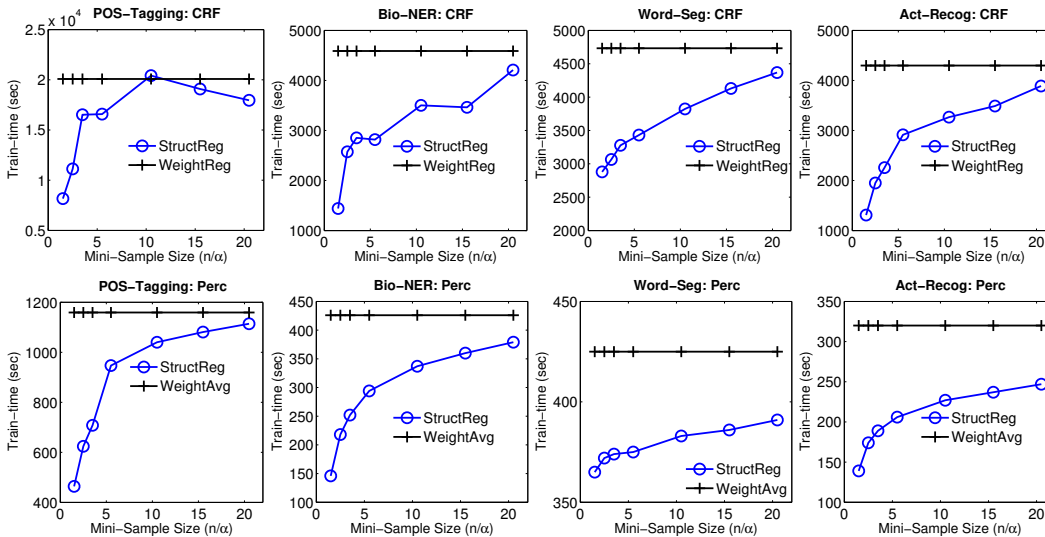 POS−Tagging: CRF
x 10^4
2.5
2
1.5
1
0.5
0 5 10 15 20
Train−time (sec)
Mini−Sample Size (n/α)
StructReg
WeightReg
Bio−NER: CRF
5000
4000
3000
2000
1000
0 5 10 15 20
Train−time (sec)
Mini−Sample Size (n/α)
StructReg
WeightReg
Word−Seg: CRF
5000
4500
4000
3500
3000
2500
2000
0 5 10 15 20
Train−time (sec)
Mini−Sample Size (n/α)
StructReg
WeightReg
Act−Recog: CRF
5000
4000
3000
2000
1000
0 5 10 15 20
Train−time (sec)
Mini−Sample Size (n/α)
StructReg
WeightReg
POS−Tagging: Perc
1200
1000
800
600
400
0 5 10 15 20
Train−time (sec)
Mini−Sample Size (n/α)
StructReg
WeightAvg
Bio−NER: Perc
450
400
350
300
250
200
150
100
0 5 10 15 20
Train−time (sec)
Mini−Sample Size (n/α)
StructReg
WeightAvg
Word−Seg: Perc
450
400
350
0 5 10 15 20
Train−time (sec)
Mini−Sample Size (n/α)
StructReg
WeightAvg
Act−Recog: Perc
350
300
250
200
150
100
0 5 10 15 20
Train−time (sec)
Mini−Sample Size (n/α)
StructReg
WeightAvg